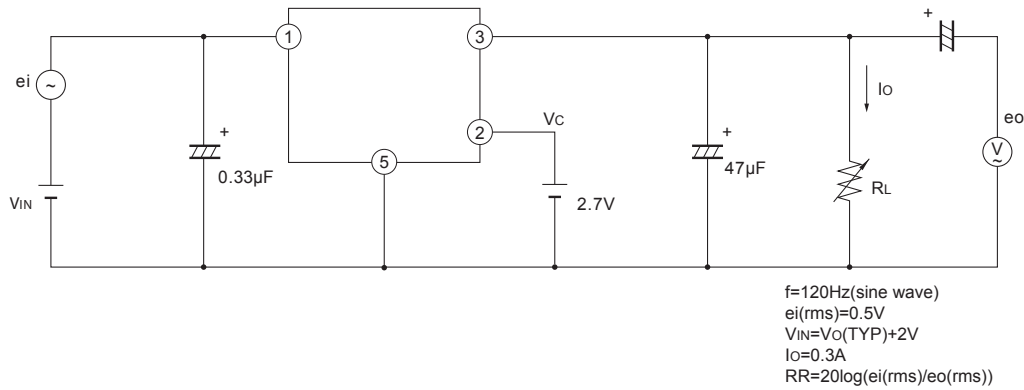 +
1
3
ei
~
IO
eo
2
VC
+
0.33µF
+
47µF
V
~
5
RL
VIN
2.7V
f=120Hz(sine wave)
ei(rms)=0.5V
VIN=VO(TYP)+2V
IO=0.3A
RR=20log(ei(rms)/eo(rms))